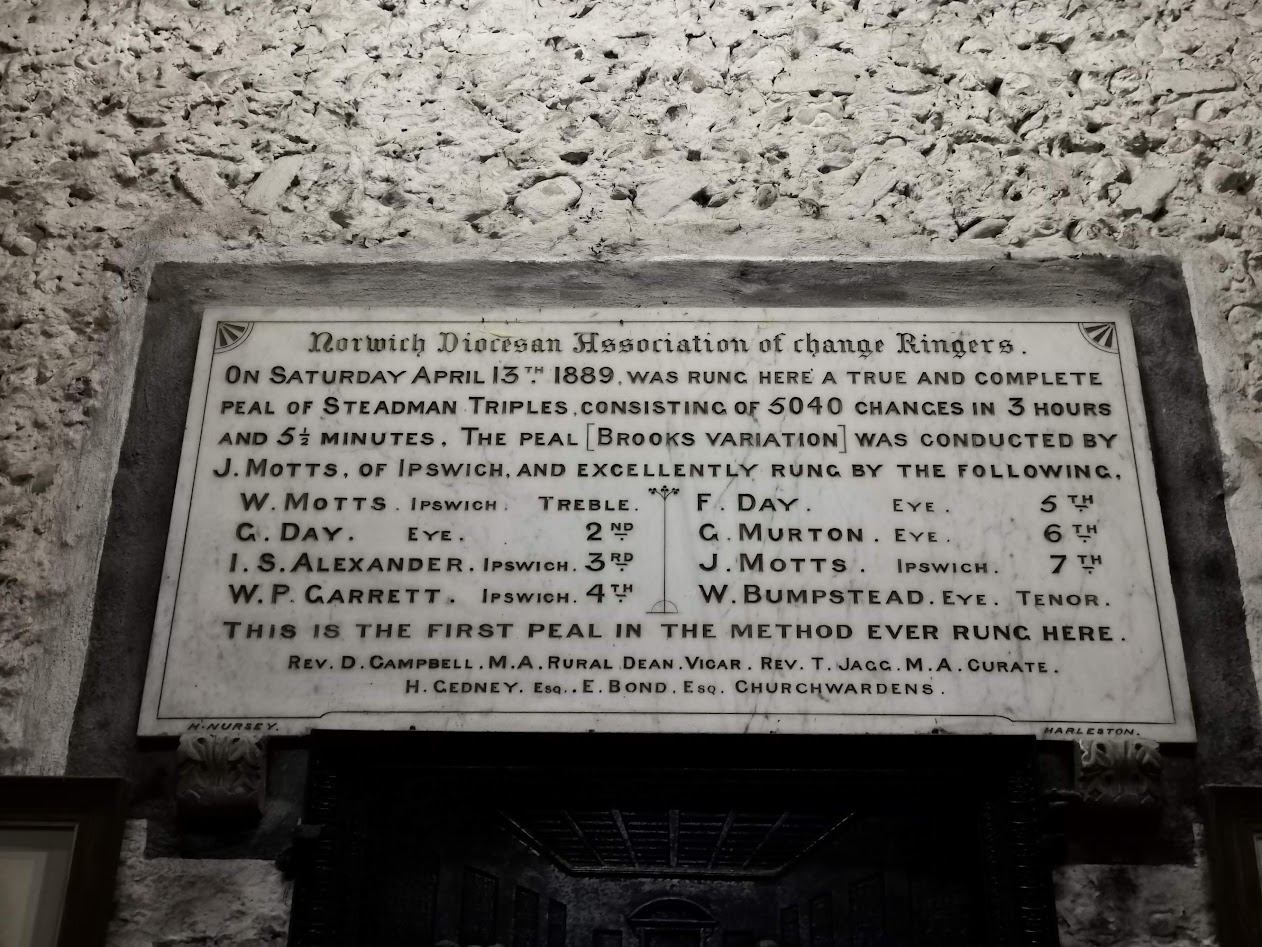 Norwich Diocesan Association of change Ringers.
ON SATURDAY APRIL 13TH. 1889. WAS RUNG HERE A TRUE AND COMPLETE
PEAL OF STEADMAN TRIPLES, CONSISTING OF 5040 CHANGES IN 3 HOURS
AND 5½ MINUTES. THE PEAL [BROOKS VARIATION] WAS CONDUCTED BY
J. MOTTS, OF IPSWICH, AND EXCELLENTLY RUNG BY THE FOLLOWING.
W. MOTTS. IPSWICH. TREBLE.
G. DAY. EYE. 2ND
I. S. ALEXANDER. IPSWICH. 3RD
W. P. GARRETT. IPSWICH. 4TH
F. DAY. EYE. 5TH
G. MURTON. EYE. 6TH
J. MOTTS. IPSWICH. 7TH
W. BUMPSTEAD. EYE. TENOR.
THIS IS THE FIRST PEAL IN THE METHOD EVER RUNG HERE.
REV. D. CAMPBELL. M.A. RURAL DEAN. VICAR. REV. T. JAGG. M.A. CURATE.
H. GEDNEY. ESQ. E. BOND. ESQ. CHURCHWARDENS.
H. NURSEY. HARLESTON.